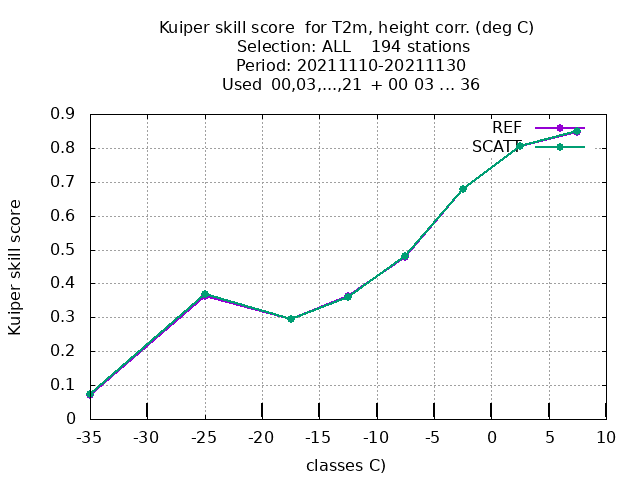 Kuiper skill score for T2m, height corr. (deg C)
Selection: ALL 194 stations
Period: 20211110-20211130
Used 00,03,...,21 + 00 03 ... 36
REF
SCATT
Kuiper skill score
0.9
0.8
0.7
0.6
0.5
0.4
0.3
0.2
0.1
0
-35 -30 -25 -20 -15 -10 -5 0 5 10
classes C)